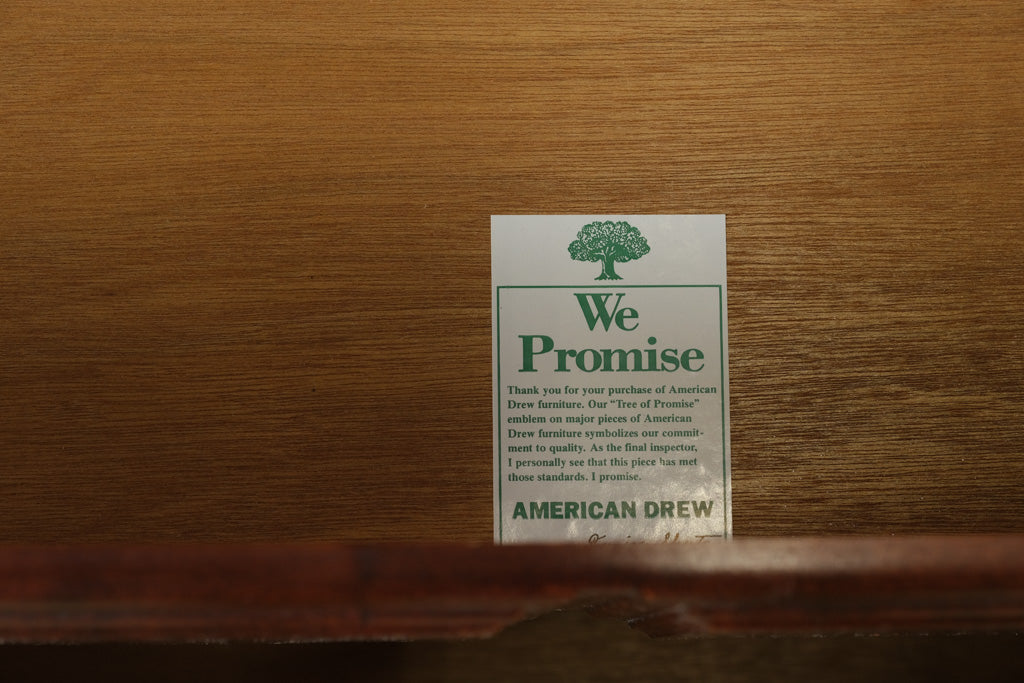 We
Promise
Thank you for your purchase of American
Drew furniture. Our “Tree of Promise”
emblem on major pieces of American
Drew furniture symbolizes our commit-
ment to quality. As the final inspector,
I personally see that this piece has met
those standards. I promise.
AMERICAN DREW